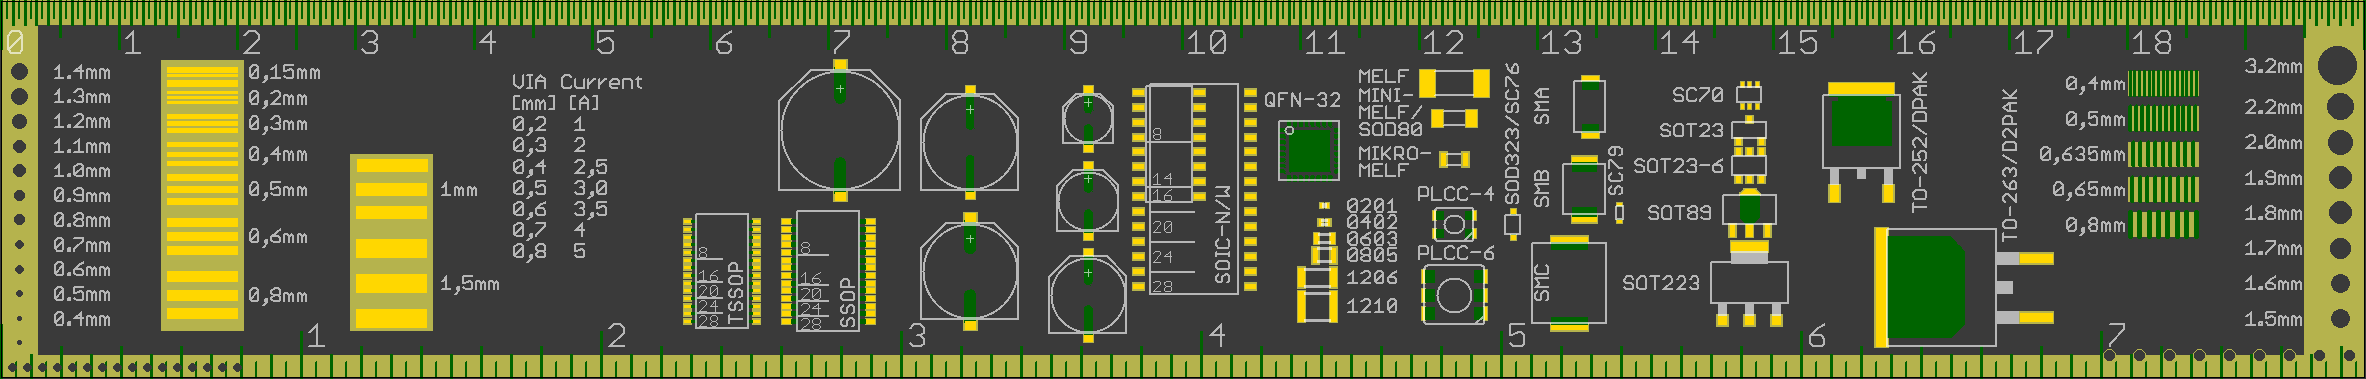 0 1 2 3 4 5 6 7 8 9 10 11 12 13 14 15 16 17 18
1.4mm
1.3mm
1.2mm
1.1mm
1.0mm
0.9mm
0.8mm
0.7mm
0.6mm
0.5mm
0.4mm
0,15mm
0,2mm
0,3mm
0,4mm
0,5mm
0,6mm
0,8mm
1mm
1,5mm
VIA Current
[mm] [A]
0,2 1
0,3 2
0,4 2,5
0,5 3,0
0,6 3,5
0,7 4
0,8 5
8
16
20
24
28
TSSOP
8
16
20
24
28
SSOP
8
14
16
20
24
28
SOIC-N/W
QFN-32
0201
0402
0603
0805
1206
1210
MELF
MINI-
MELF/
SOD80
MIKRO-
MELF
PLCC-4
PLCC-6
SOD323/SC76
SMA
SMB
SC79
SMC
SC70
SOT23
SOT23-6
SOT89
SOT223
TO-252/DPAK
TO-263/D2PAK
0,4mm
0,5mm
0,635mm
0,65mm
0,8mm
3.2mm
2.2mm
2.0mm
1.9mm
1.8mm
1.7mm
1.6mm
1.5mm
1 2 3 4 5 6 7